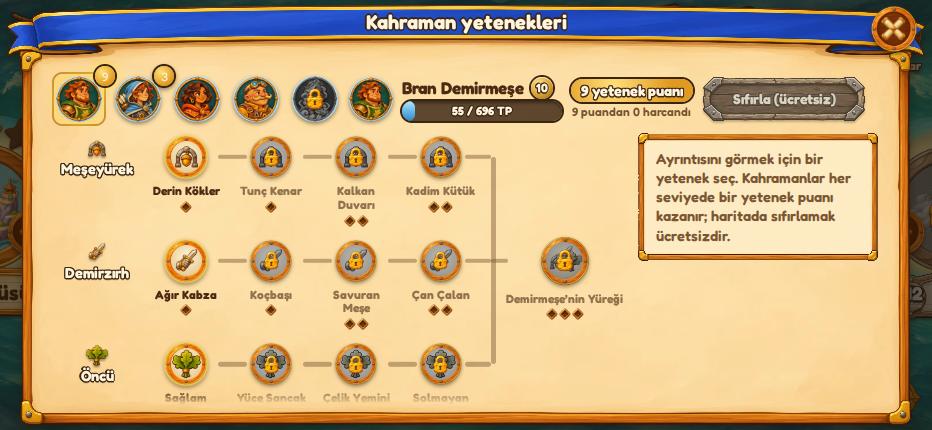 Kahraman yetenekleri
9
3
Bran Demirmeşe 10
55 / 696 TP
9 yetenek puanı
9 puandan 0 harcandı
Sıfırla (ücretsiz)
Meşeyürek
Derin Kökler
Tunç Kenar
Kalkan
Duvarı
Kadim Kütük
Ayrıntısını görmek için bir
yetenek seç. Kahramanlar her
seviyede bir yetenek puanı
kazanır; haritada sıfırlamak
ücretsizdir.
Demirzırh
Ağır Kabza
Koçbaşı
Savuran
Meşe
Çan Çalan
Demirmeşe'nin Yüreği
Öncü
Sağlam
Yüce Sancak
Çelik Yemini
Solmayan